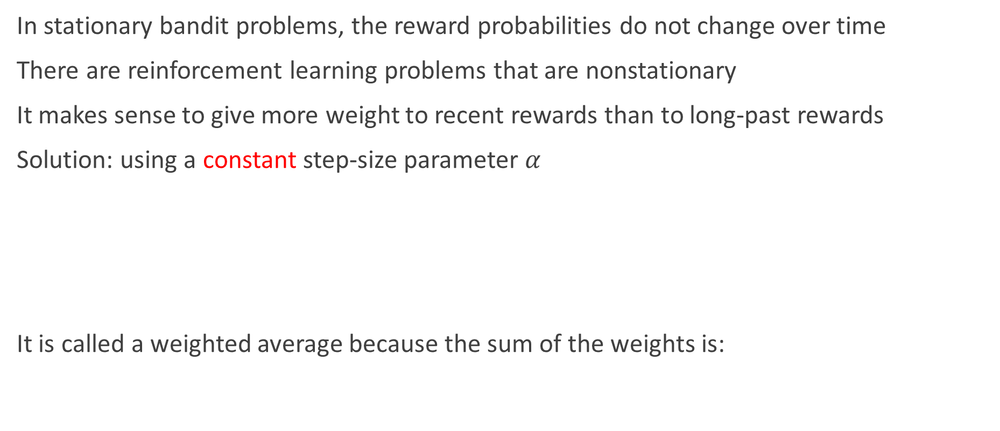 In stationary bandit problems, the reward probabilities do not change over time
There are reinforcement learning problems that are nonstationary
It makes sense to give more weight to recent rewards than to long-past rewards
Solution: using a constant step-size parameter α
It is called a weighted average because the sum of the weights is: